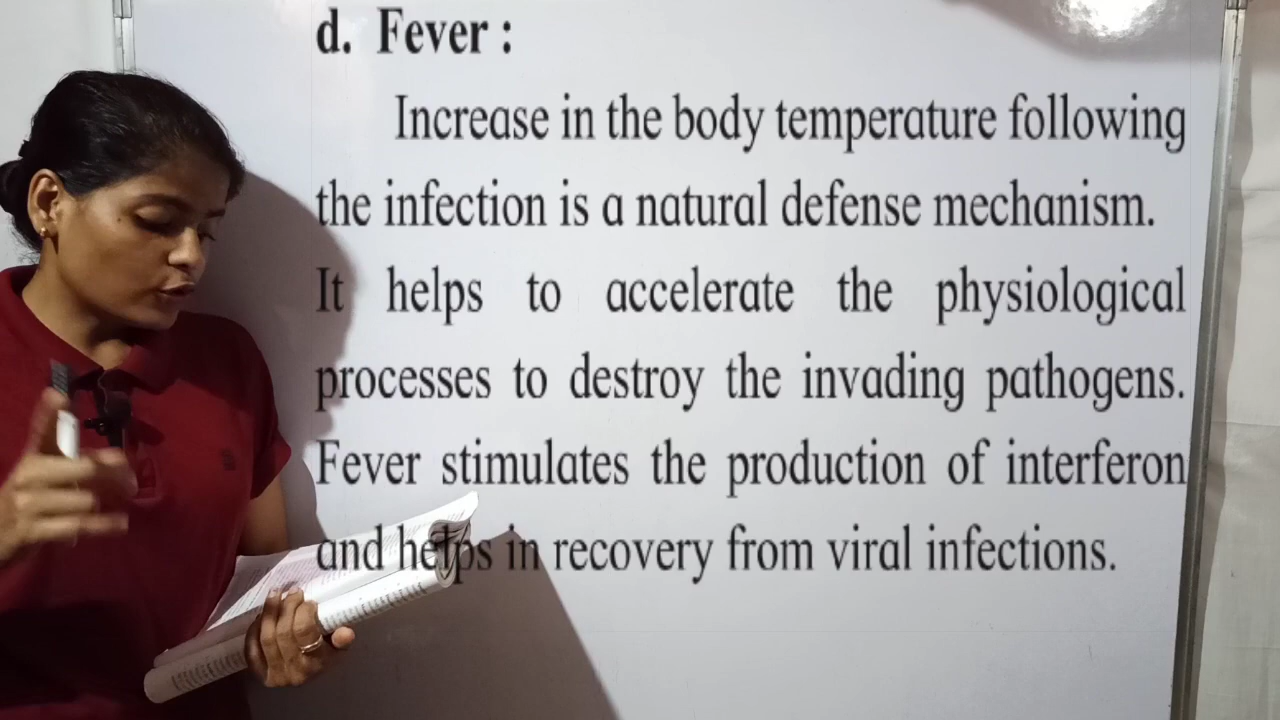 d. Fever :
Increase in the body temperature following
the infection is a natural defense mechanism.
It helps to accelerate the physiological
processes to destroy the invading pathogens.
Fever stimulates the production of interferon
and helps in recovery from viral infections.